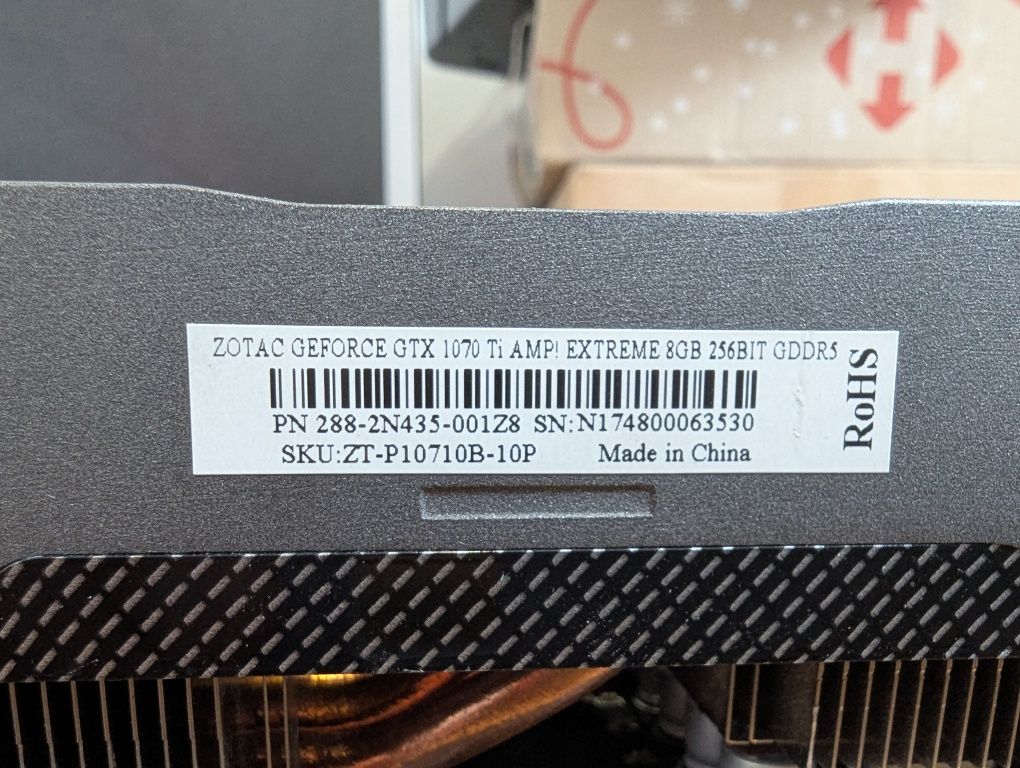 ZOTAC GEFORCE GTX 1070 Ti AMP! EXTREME 8GB 256BIT GDDR5
PN 288-2N435-001Z8 SN:N174800063530
SKU:ZT-P10710B-10P Made in China
RoHS